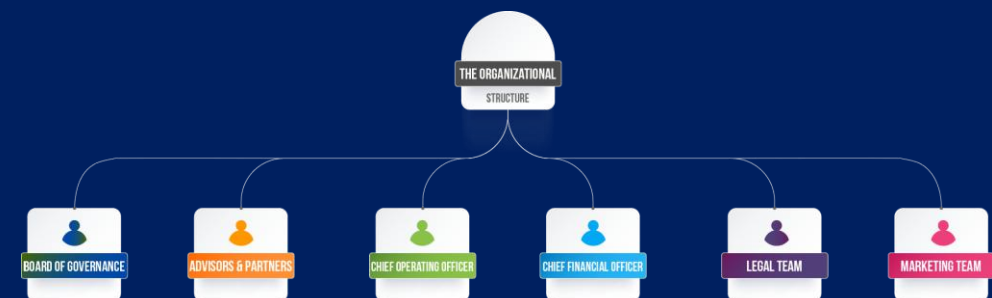 THE ORGANIZATIONAL
STRUCTURE
BOARD OF GOVERNANCE
ADVISORS & PARTNERS
CHIEF OPERATING OFFICER
CHIEF FINANCIAL OFFICER
LEGAL TEAM
MARKETING TEAM